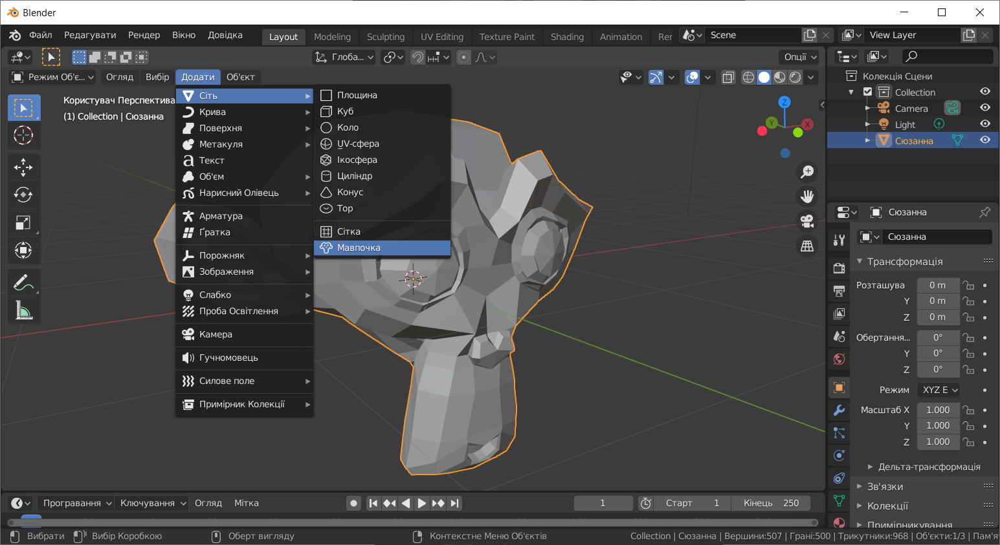 Blender
Файл Редагувати Рендер Вікно Довідка Layout Modeling Sculpting UV Editing Texture Paint Shading Animation Rer Scene View Layer
Глоба... Опції
Режим Об'є... Огляд Вибір Додати Об'єкт
Користувач Перспектива
(1) Collection | Сюзанна
Сіть
Крива
Поверхня
Метакуля
Текст
Об'єм
Нарисний Олівець
Арматура
Ґратка
Порожняк
Зображення
Слабко
Проба Освітлення
Камера
Гучномовець
Силове поле
Примірник Колекції
Площина
Куб
Коло
UV-сфера
Ікосфера
Циліндр
Конус
Тор
Сітка
Мавпочка
Z
Y
X
Колекція Сцени
Collection
Camera
Light
Сюзанна
Сюзанна
Сюзанна
Трансформація
Розташува 0 m
Y 0 m
Z 0 m
Обертання... 0°
Y 0°
Z 0°
Режим XYZ E
Масштаб X 1.000
Y 1.000
Z 1.000
Дельта-трансформація
Зв'язки
Колекції
Примірникування
Програвання Ключування Огляд Мітка 1 Старт 1 Кінець 250
Вибрати Вибір Коробкою Оберт вигляду Контекстне Меню Об'єктів Collection | Сюзанна | Вершини:507 | Грані:500 | Трикутники:968 | Об'єкти:1/3 | Пам'я